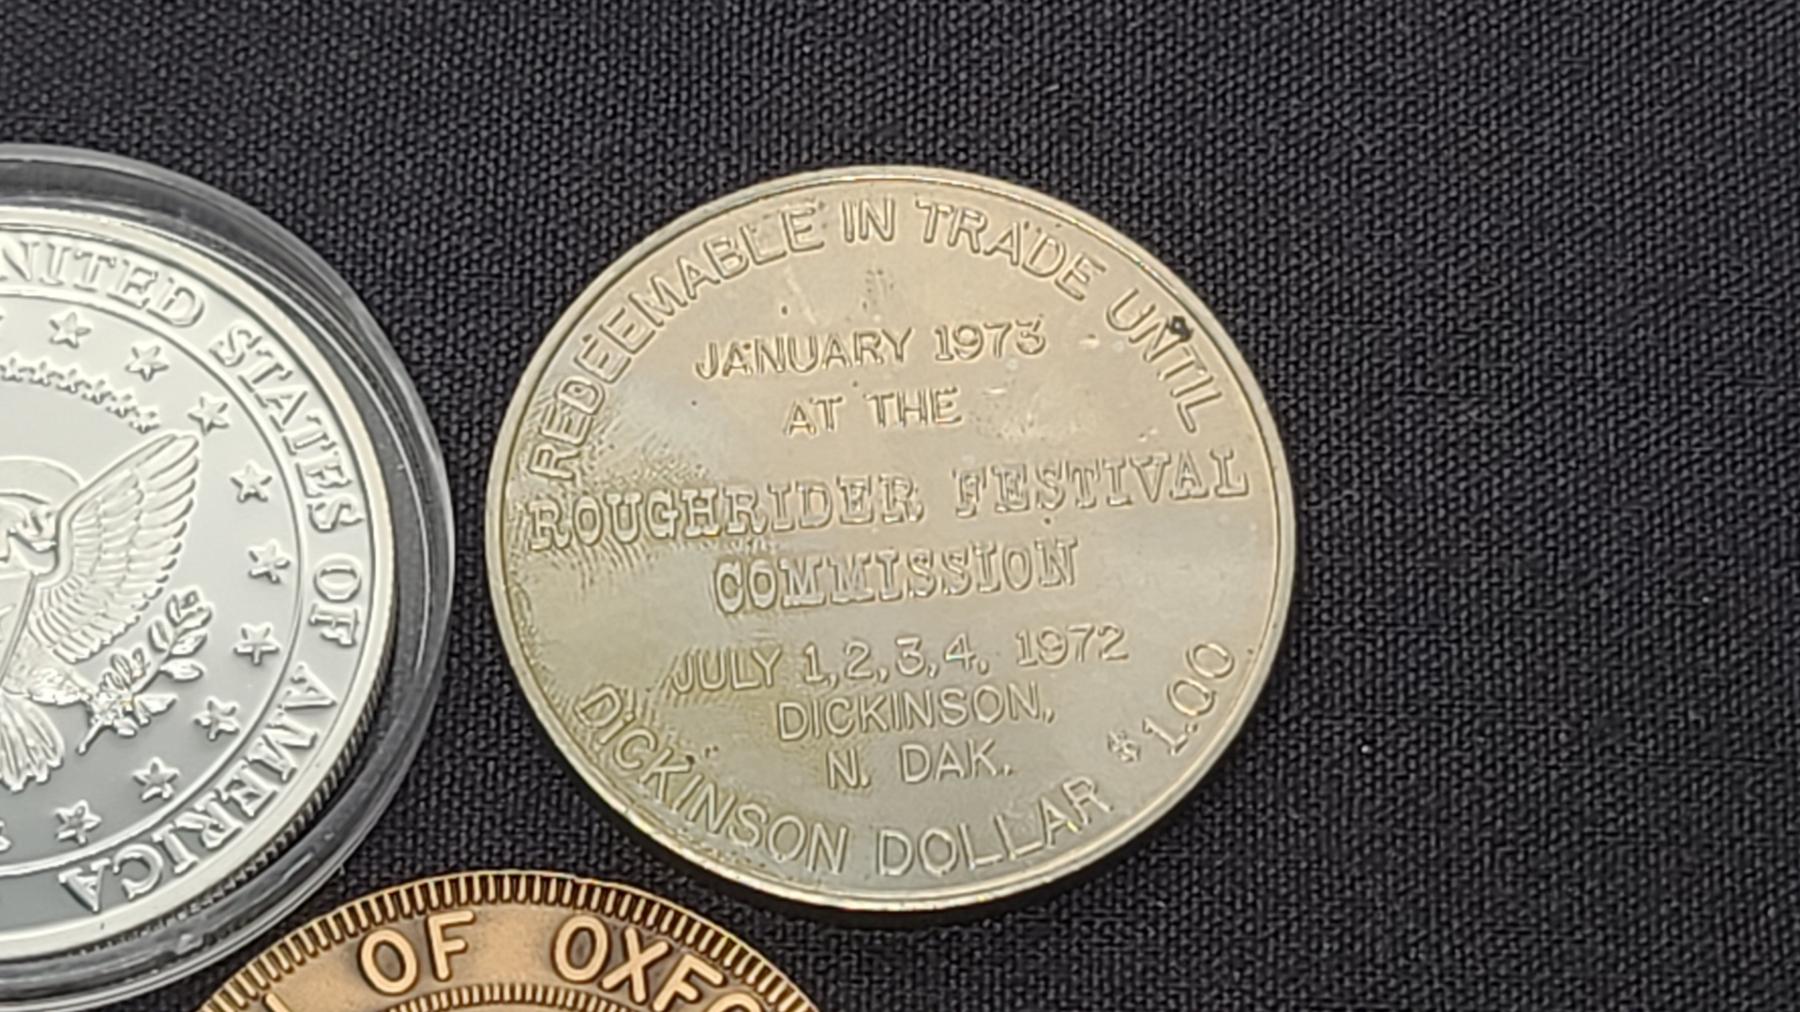 UNITED STATES OF AMERICA
REDEEMABLE IN TRADE UNTIL
JANUARY 1973
AT THE
ROUGHRIDER FESTIVAL
COMMISSION
JULY 1,2,3,4, 1972
DICKINSON,
N. DAK.
DICKINSON DOLLAR $1.00
OF